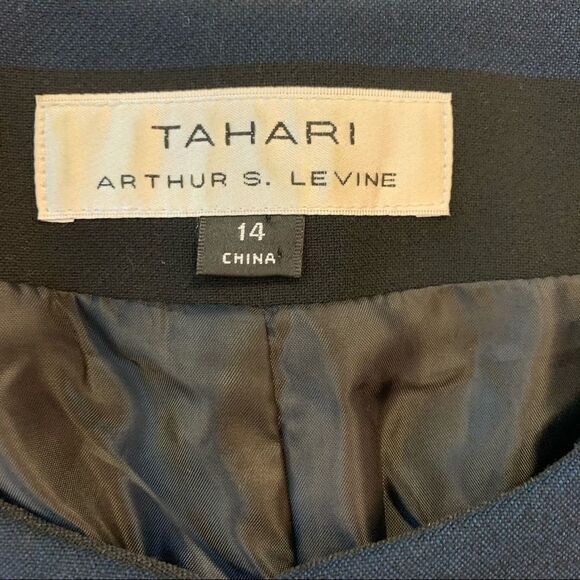 TAHARI
ARTHUR S. LEVINE
14
CHINA